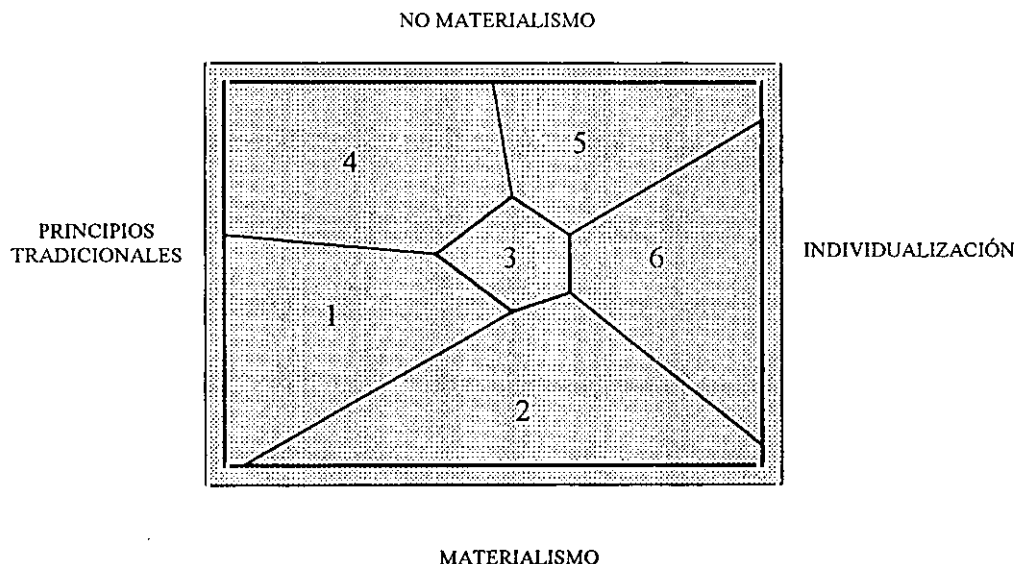 NO MATERIALISMO
5
4
PRINCIPIOS
TRADICIONALES
3
6
INDIVIDUALIZACIÓN
1
2
MATERIALISMO